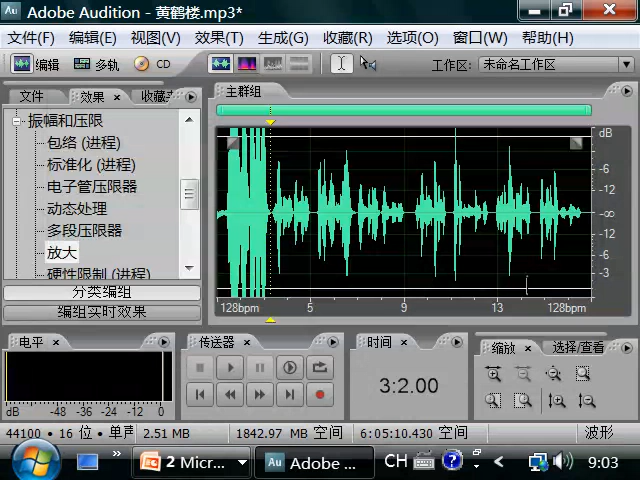 Au Adobe Audition - 黄鹤楼.mp3*
文件(F) 编辑(E) 视图(V) 效果(T) 生成(G) 收藏(R) 选项(O) 窗口(W) 帮助(H)
编辑 多轨 CD 工作区: 未命名工作区
文件 效果 × 收藏 主群组
振幅和压限
包络 (进程)
标准化 (进程)
电子管压限器
动态处理
多段压限器
放大
硬性限制 (进程)
dB
-6
-12
-∞
-12
-6
-3
分类编组
编组实时效果
128bpm 5 9 13 128bpm
电平 × 传送器 × 时间 × 缩放 × 选择/查看
3:2.00
dB -48 -36 -24 -12 0
44100 • 16 位 • 单声 2.51 MB 1842.97 MB 空间 6:05:10.430 空间 波形
2 Micr... Au Adobe ... CH ? 9:03